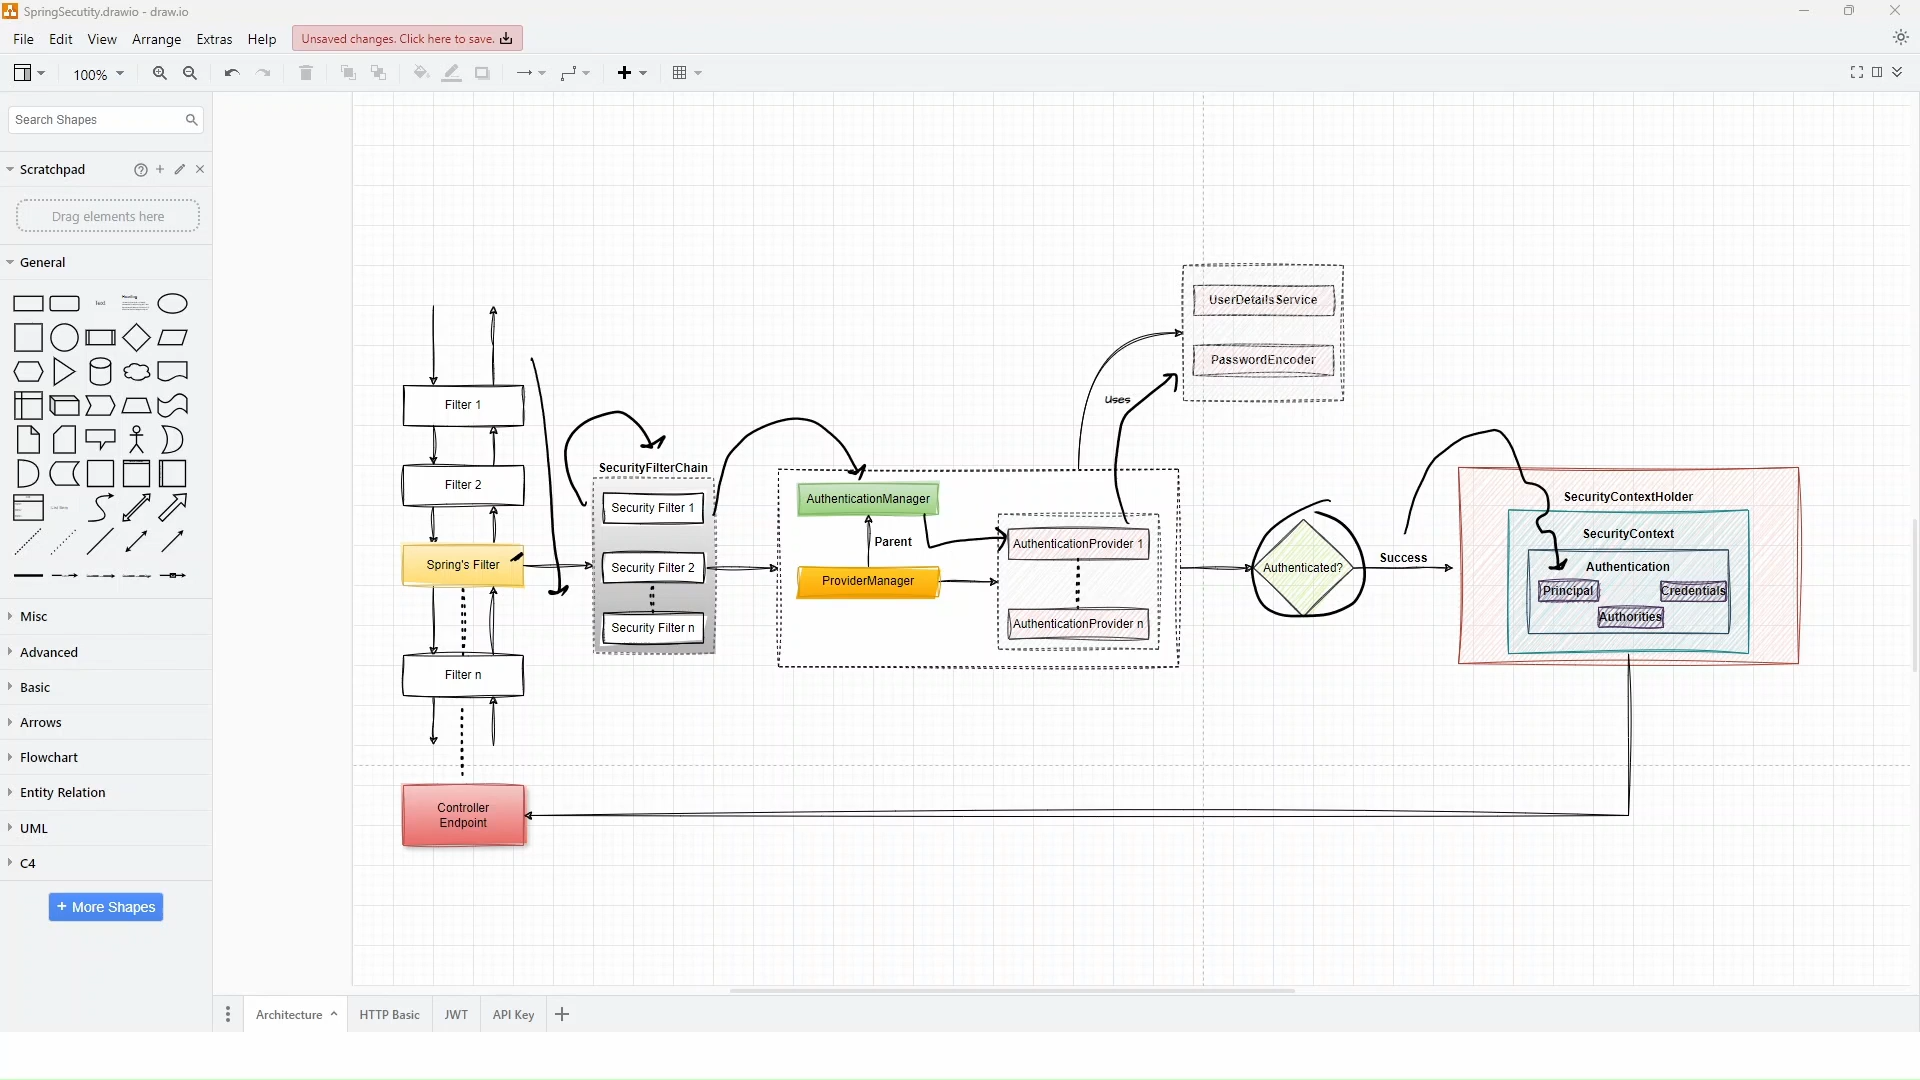 SpringSecutity.drawio - draw.io
File Edit View Arrange Extras Help Unsaved changes. Click here to save.
100%
Search Shapes
Scratchpad
Drag elements here
General
Text
Heading
Misc
Advanced
Basic
Arrows
Flowchart
Entity Relation
UML
C4
+ More Shapes
Filter 1
Filter 2
Spring's Filter
Filter n
Controller
Endpoint
SecurityFilterChain
Security Filter 1
Security Filter 2
Security Filter n
AuthenticationManager
Parent
ProviderManager
AuthenticationProvider 1
AuthenticationProvider n
Uses
UserDetailsService
PasswordEncoder
Authenticated?
Success
SecurityContextHolder
SecurityContext
Authentication
Principal
Credentials
Authorities
Architecture HTTP Basic JWT API Key